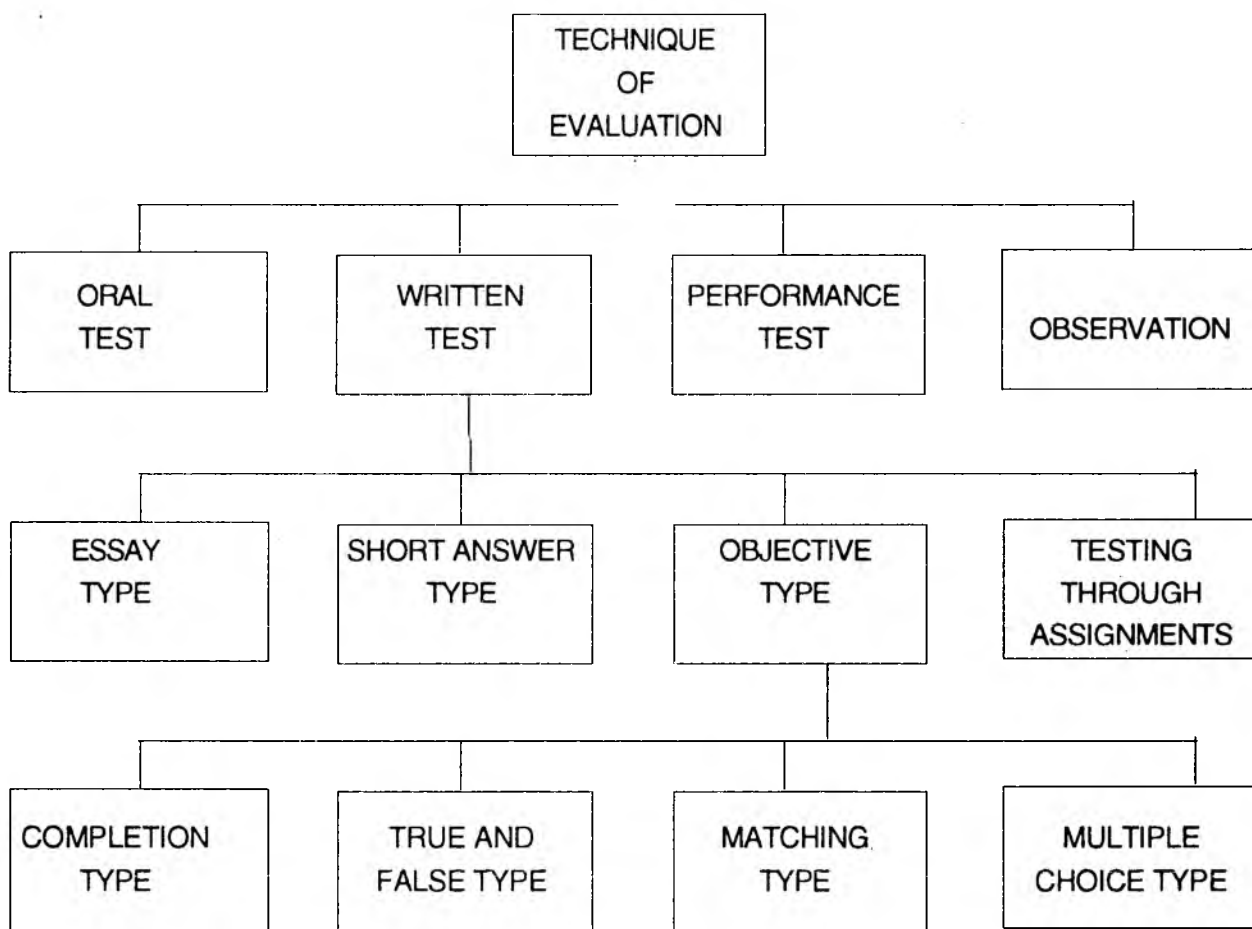 TECHNIQUE
OF
EVALUATION
ORAL
TEST
WRITTEN
TEST
PERFORMANCE
TEST
OBSERVATION
ESSAY
TYPE
SHORT ANSWER
TYPE
OBJECTIVE
TYPE
TESTING
THROUGH
ASSIGNMENTS
COMPLETION
TYPE
TRUE AND
FALSE TYPE
MATCHING
TYPE
MULTIPLE
CHOICE TYPE